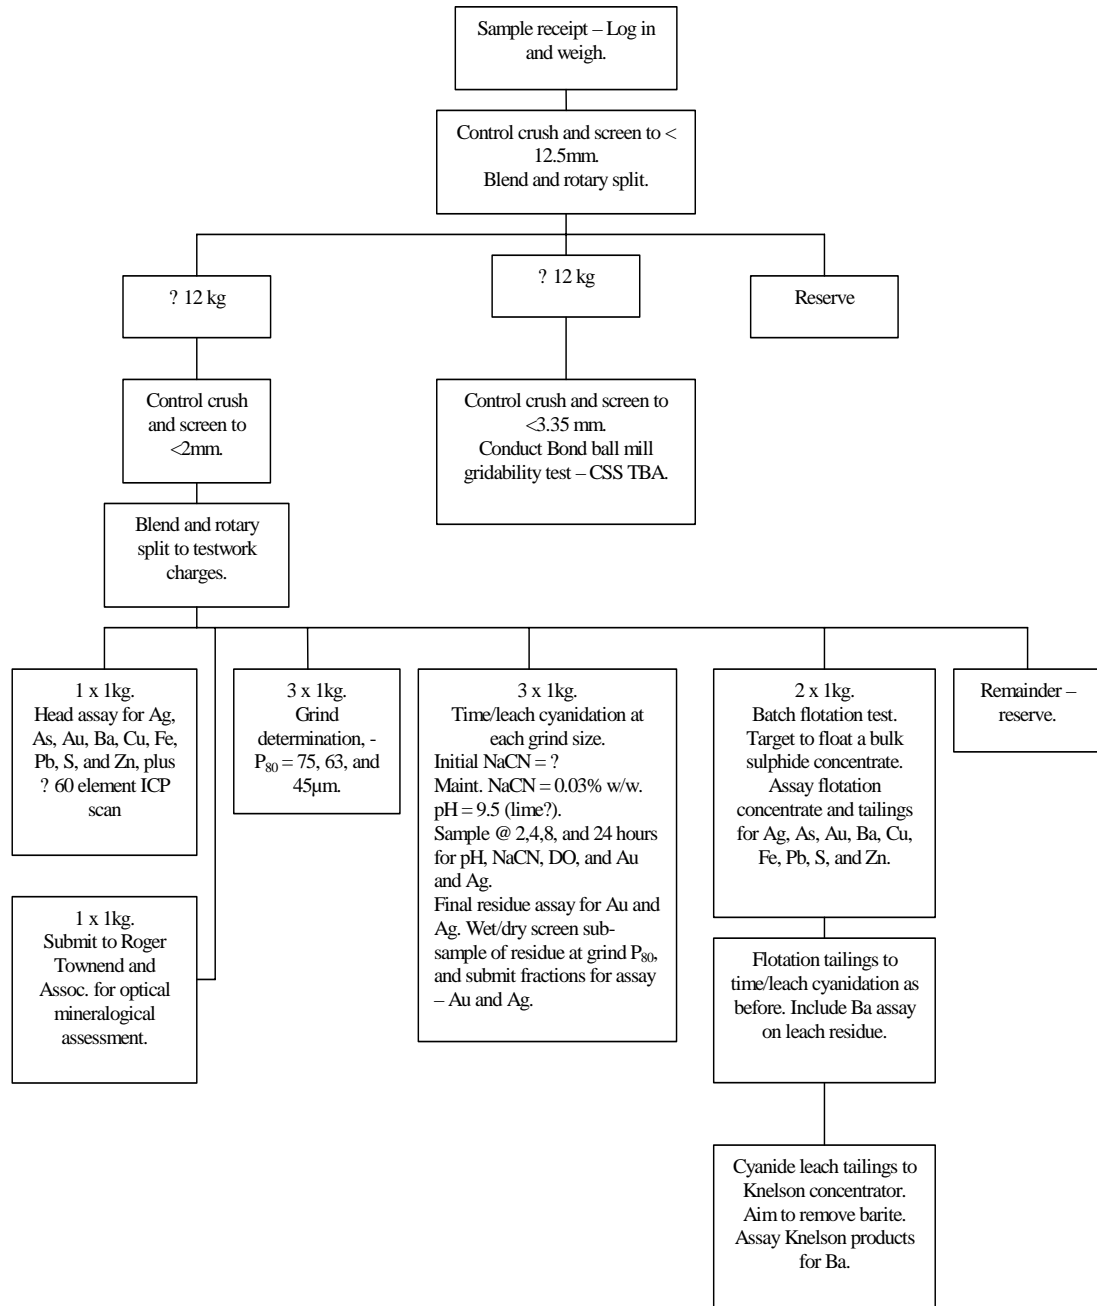 Sample receipt – Log in
and weigh.
Control crush and screen to <
12.5mm.
Blend and rotary split.
? 12 kg
? 12 kg
Reserve
Control crush
and screen to
<2mm.
Control crush and screen to
<3.35 mm.
Conduct Bond ball mill
gridability test – CSS TBA.
Blend and rotary
split to testwork
charges.
1 x 1kg.
Head assay for Ag,
As, Au, Ba, Cu, Fe,
Pb, S, and Zn, plus
? 60 element ICP
scan
3 x 1kg.
Grind
determination, -
P80 = 75, 63, and
45µm.
3 x 1kg.
Time/leach cyanidation at
each grind size.
Initial NaCN = ?
Maint. NaCN = 0.03% w/w.
pH = 9.5 (lime?).
Sample @ 2,4,8, and 24 hours
for pH, NaCN, DO, and Au
and Ag.
Final residue assay for Au and
Ag. Wet/dry screen sub-
sample of residue at grind P80,
and submit fractions for assay
– Au and Ag.
2 x 1kg.
Batch flotation test.
Target to float a bulk
sulphide concentrate.
Assay flotation
concentrate and tailings
for Ag, As, Au, Ba, Cu,
Fe, Pb, S, and Zn.
Remainder –
reserve.
1 x 1kg.
Submit to Roger
Townend and
Assoc. for optical
mineralogical
assessment.
Flotation tailings to
time/leach cyanidation as
before. Include Ba assay
on leach residue.
Cyanide leach tailings to
Knelson concentrator.
Aim to remove barite.
Assay Knelson products
for Ba.